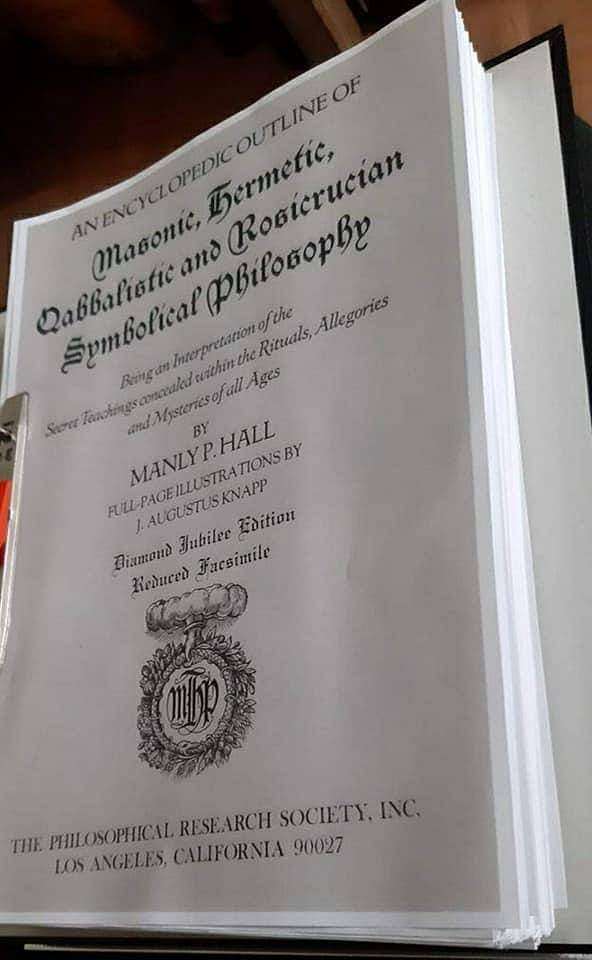 AN ENCYCLOPEDIC OUTLINE OF
Masonic, Hermetic,
Qabbalistic and Rosicrucian
Symbolical Philosophy
Being an Interpretation of the
Secret Teachings concealed within the Rituals, Allegories
and Mysteries of all Ages
BY
MANLY P. HALL
FULL-PAGE ILLUSTRATIONS BY
J. AUGUSTUS KNAPP
Diamond Jubilee Edition
Reduced Facsimile
MPH
THE PHILOSOPHICAL RESEARCH SOCIETY, INC.
LOS ANGELES, CALIFORNIA 90027